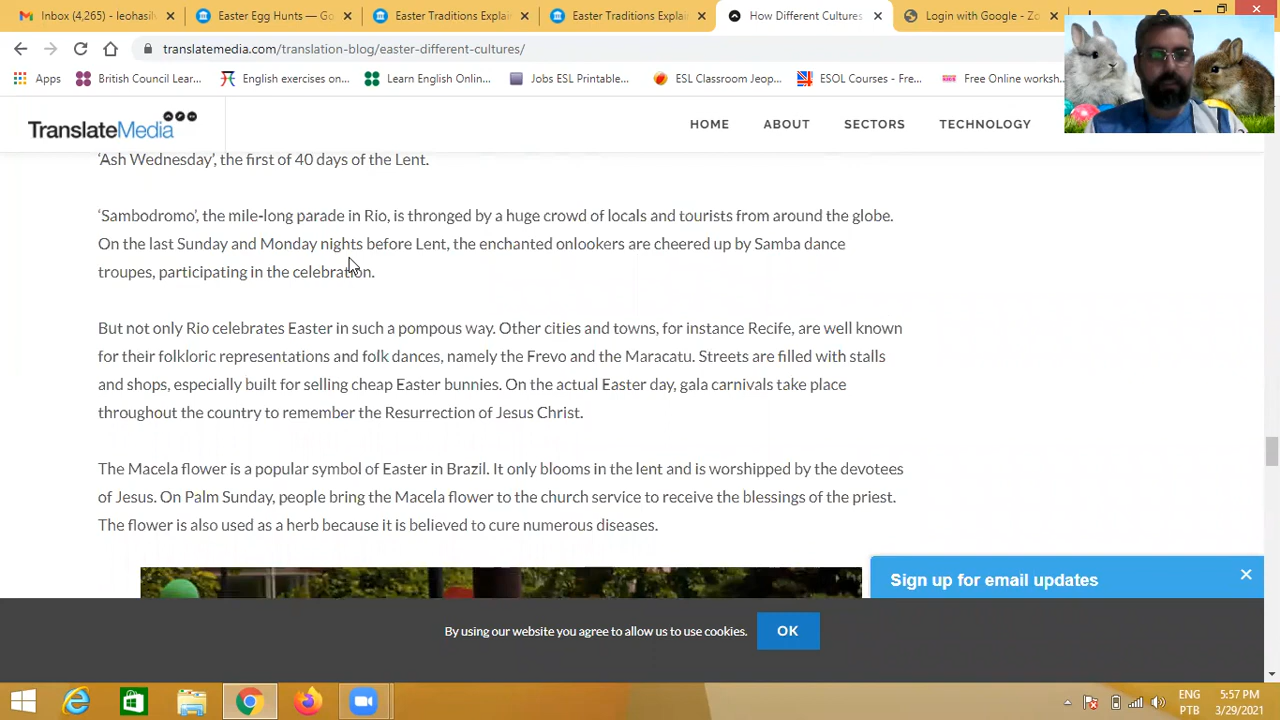 Inbox (4,265) - leohasil
Easter Egg Hunts — Go
Easter Traditions Explain
Easter Traditions Explain
How Different Cultures
Login with Google - Zo
translatemedia.com/translation-blog/easter-different-cultures/
Apps
British Council Lear...
English exercises on...
Learn English Onlin...
Jobs ESL Printable...
ESL Classroom Jeop...
ESOL Courses - Fre...
Free Online worksh...
TranslateMedia
HOME
ABOUT
SECTORS
TECHNOLOGY
'Ash Wednesday', the first of 40 days of the Lent.
'Sambodromo', the mile-long parade in Rio, is thronged by a huge crowd of locals and tourists from around the globe.
On the last Sunday and Monday nights before Lent, the enchanted onlookers are cheered up by Samba dance
troupes, participating in the celebration.
But not only Rio celebrates Easter in such a pompous way. Other cities and towns, for instance Recife, are well known
for their folkloric representations and folk dances, namely the Frevo and the Maracatu. Streets are filled with stalls
and shops, especially built for selling cheap Easter bunnies. On the actual Easter day, gala carnivals take place
throughout the country to remember the Resurrection of Jesus Christ.
The Macela flower is a popular symbol of Easter in Brazil. It only blooms in the lent and is worshipped by the devotees
of Jesus. On Palm Sunday, people bring the Macela flower to the church service to receive the blessings of the priest.
The flower is also used as a herb because it is believed to cure numerous diseases.
Sign up for email updates
By using our website you agree to allow us to use cookies.
OK
ENG
PTB
5:57 PM
3/29/2021